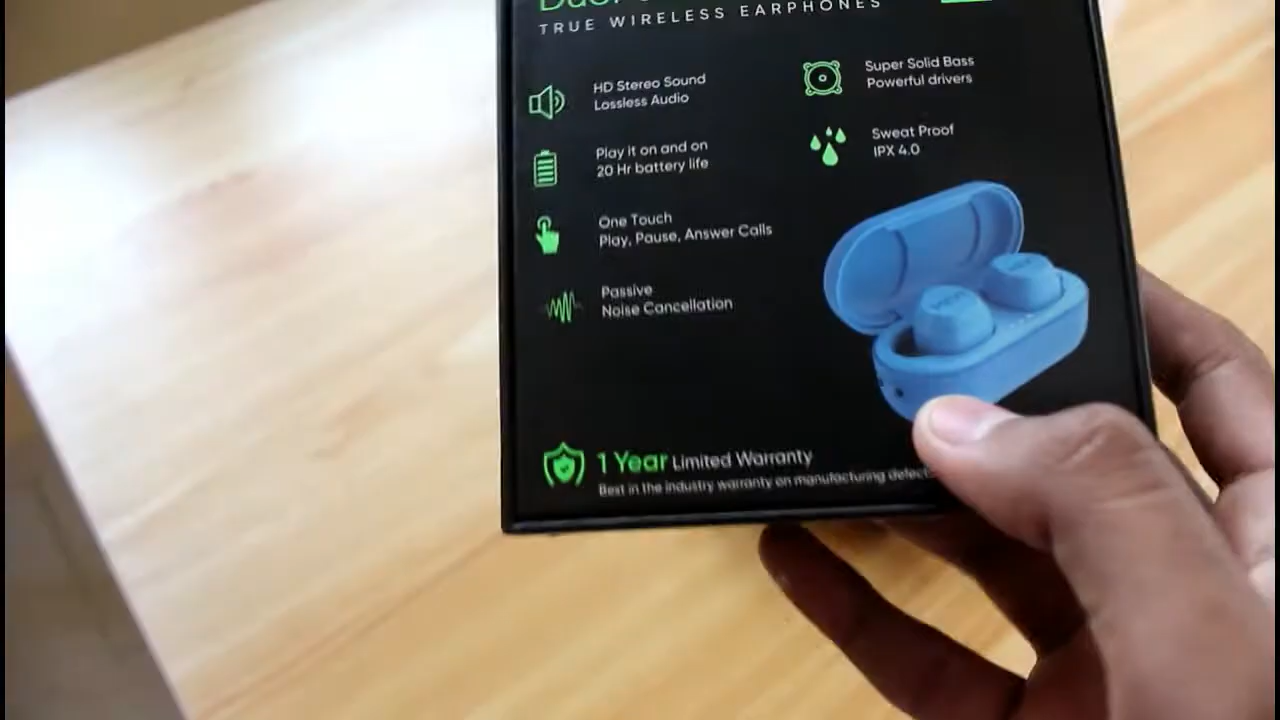 TRUE WIRELESS EARPHONES
HD Stereo Sound
Lossless Audio
Super Solid Bass
Powerful drivers
Play it on and on
20 Hr battery life
Sweat Proof
IPX 4.0
One Touch
Play, Pause, Answer Calls
Passive
Noise Cancellation
1 Year Limited Warranty
Best in the industry warranty on manufacturing defect